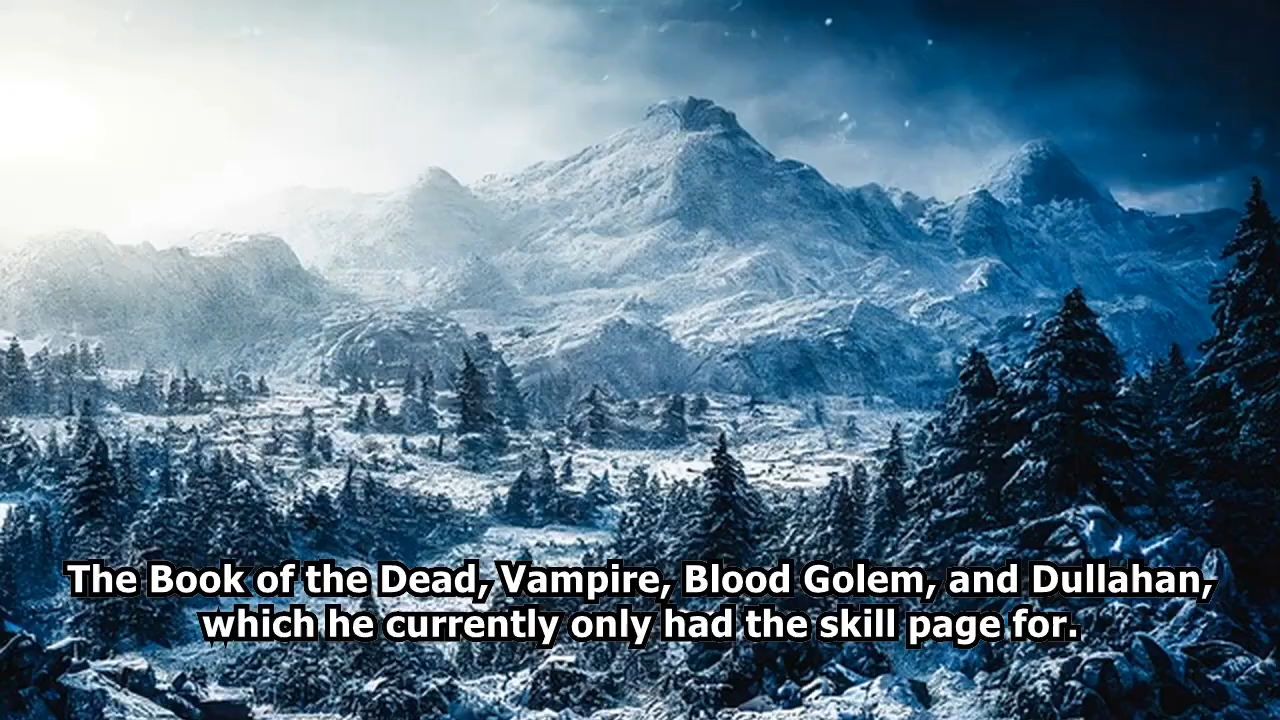 The Book of the Dead, Vampire, Blood Golem, and Dullahan,
which he currently only had the skill page for.